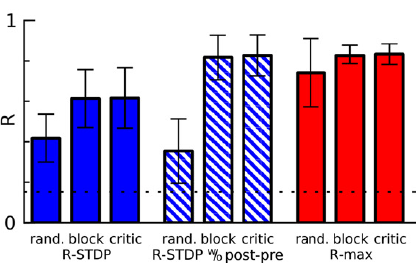 1
R
0
rand. block critic
R-STDP
rand. block critic
R-STDP % post-pre
rand. block critic
R-max